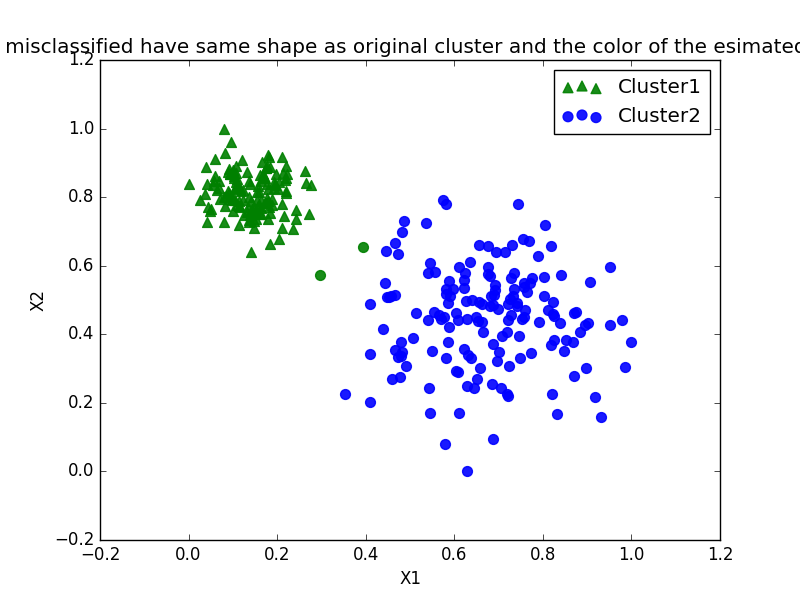 misclassified have same shape as original cluster and the color of the esimated
1.2
1.0
0.8
0.6
0.4
0.2
0.0
−0.2
−0.2 0.0 0.2 0.4 0.6 0.8 1.0 1.2
X1
X2
Cluster1
Cluster2